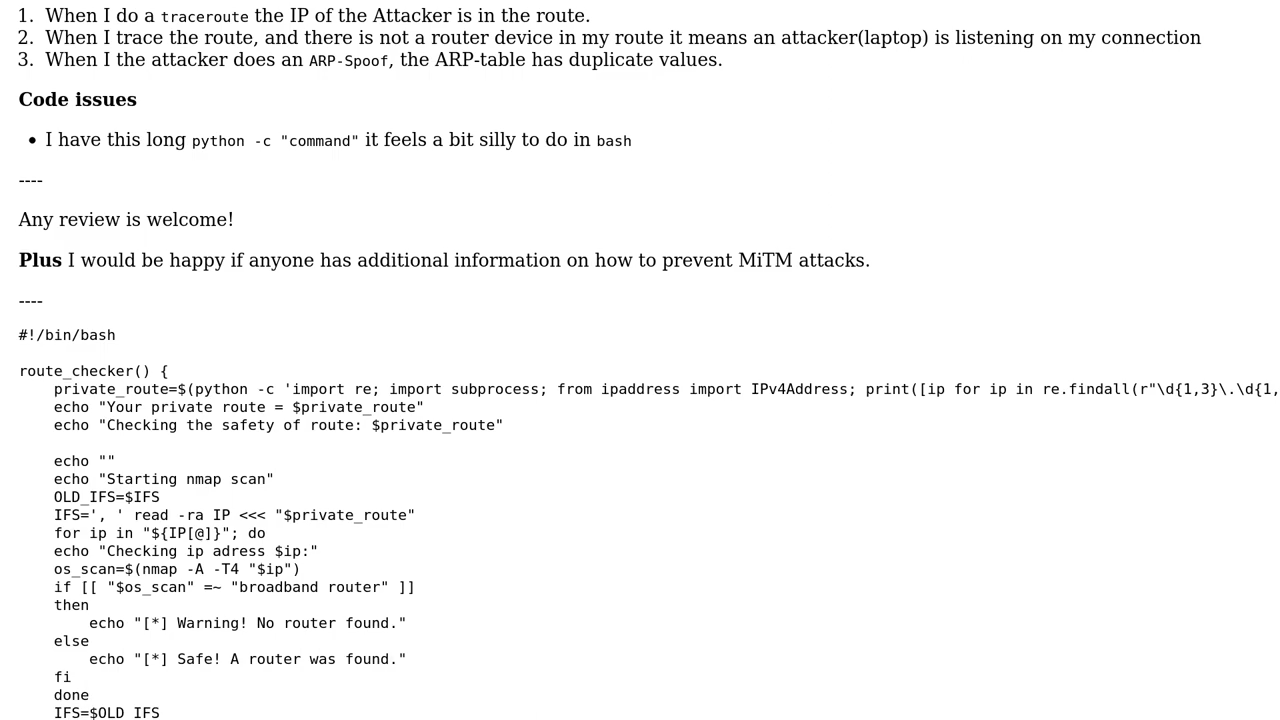 1. When I do a traceroute the IP of the Attacker is in the route.
2. When I trace the route, and there is not a router device in my route it means an attacker(laptop) is listening on my connection
3. When I the attacker does an ARP-Spoof, the ARP-table has duplicate values.
Code issues
• I have this long python -c "command" it feels a bit silly to do in bash
----
Any review is welcome!
Plus I would be happy if anyone has additional information on how to prevent MiTM attacks.
----
#!/bin/bash
route_checker() {
    private_route=$(python -c 'import re; import subprocess; from ipaddress import IPv4Address; print([ip for ip in re.findall(r"\d{1,3}\.\d{1,
    echo "Your private route = $private_route"
    echo "Checking the safety of route: $private_route"
    echo ""
    echo "Starting nmap scan"
    OLD_IFS=$IFS
    IFS=', ' read -ra IP <<< "$private_route"
    for ip in "${IP[@]}"; do
    echo "Checking ip adress $ip:"
    os_scan=$(nmap -A -T4 "$ip")
    if [[ "$os_scan" =~ "broadband router" ]]
    then
        echo "[*] Warning! No router found."
    else
        echo "[*] Safe! A router was found."
    fi
    done
    IFS=$OLD_IFS